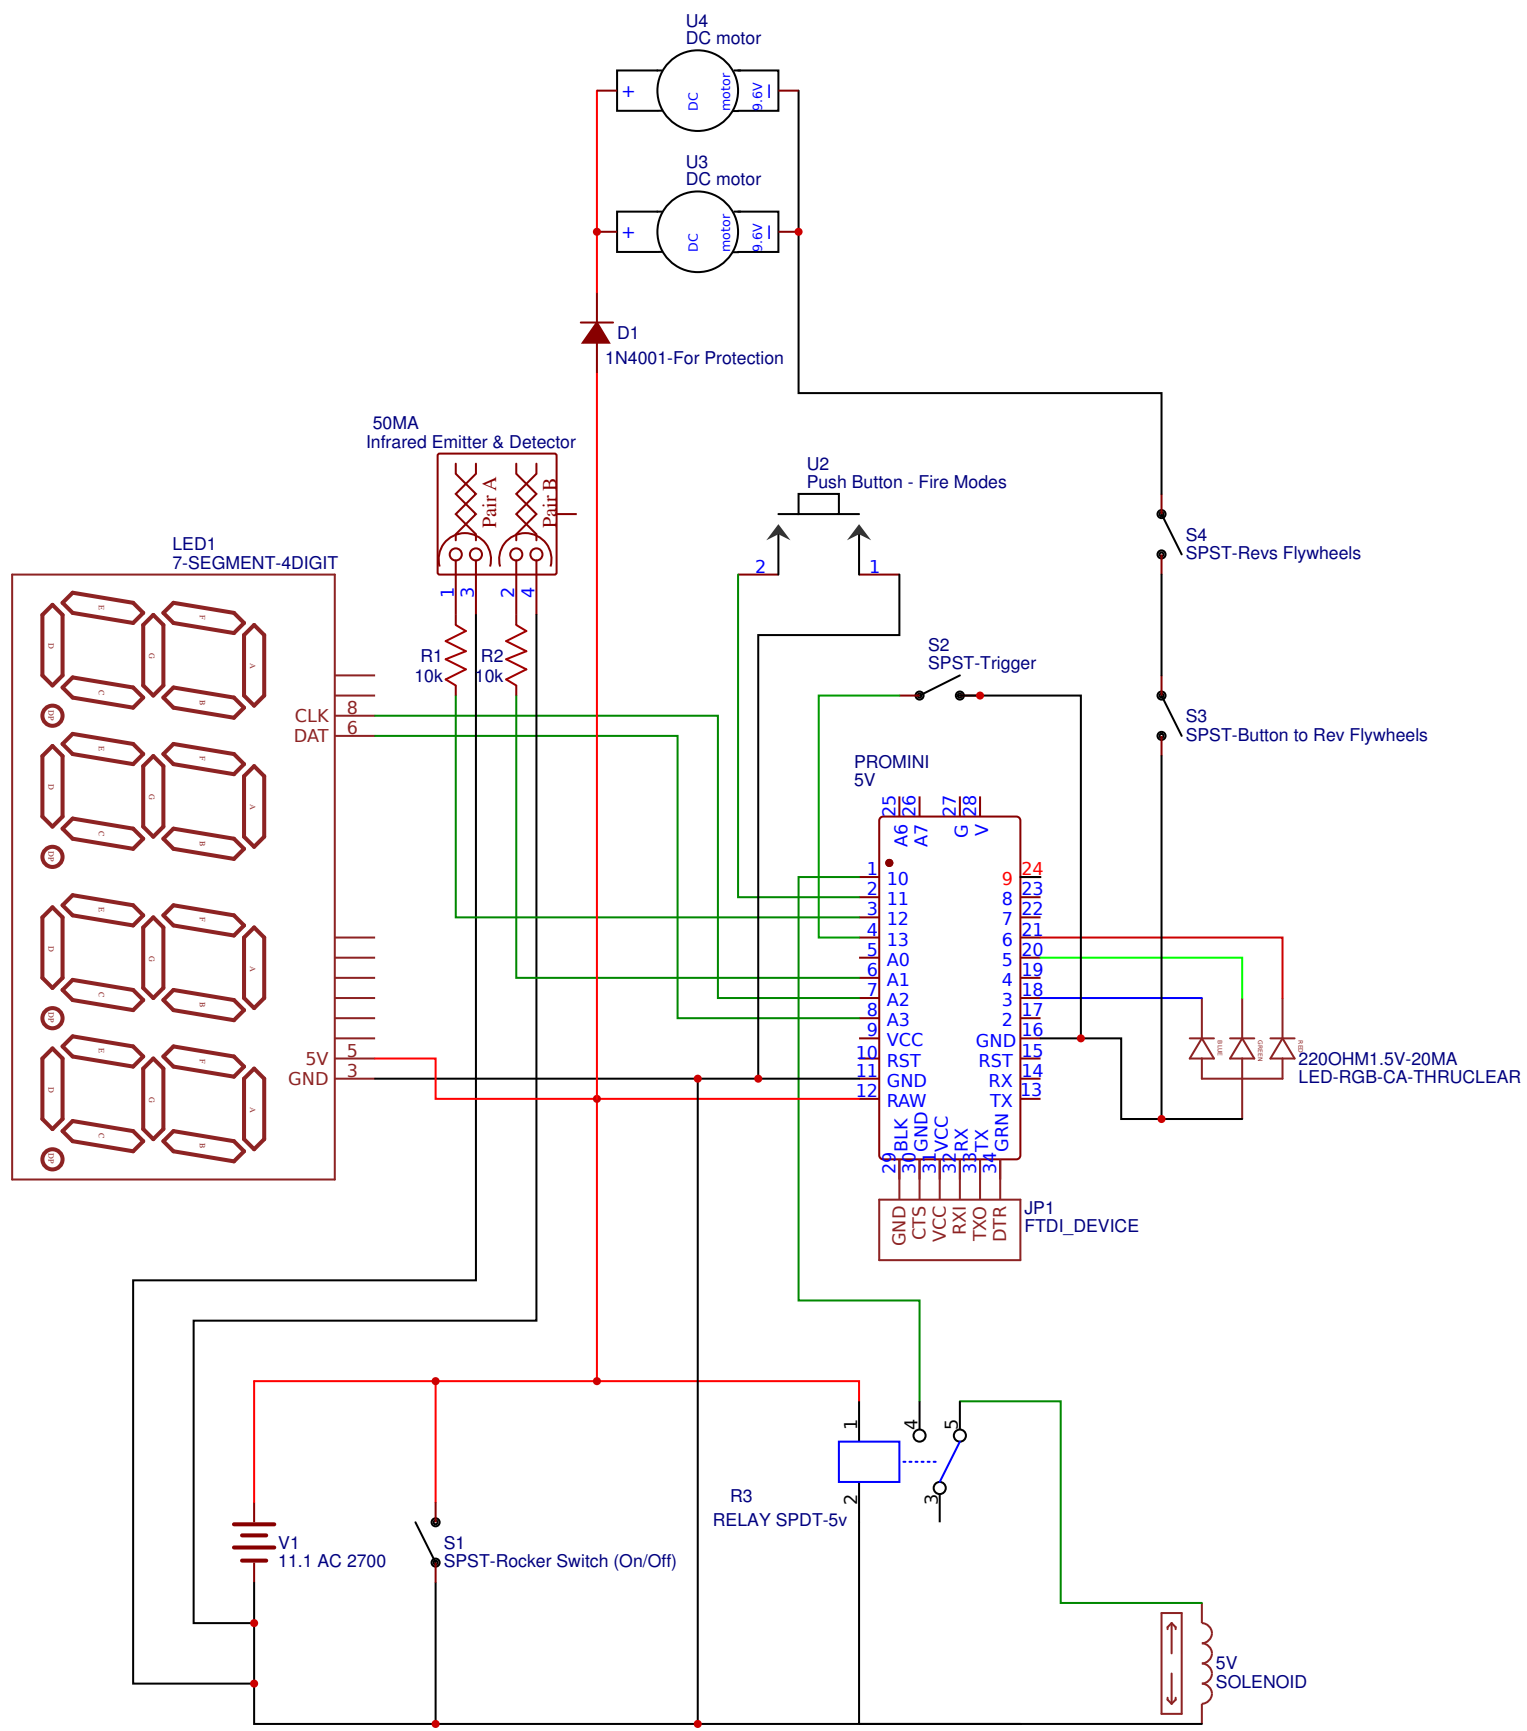 U4
DC motor
+
DC
motor
9.6V
U3
DC motor
+
DC
motor
9.6V
D1
1N4001-For Protection
50MA
Infrared Emitter & Detector
Pair A
Pair B
1
3
2
4
R1
10k
R2
10k
U2
Push Button - Fire Modes
2
1
S4
SPST-Revs Flywheels
S2
SPST-Trigger
S3
SPST-Button to Rev Flywheels
LED1
7-SEGMENT-4DIGIT
E
F
D
G
A
C
B
DP
CLK
8
DAT
6
E
F
D
G
A
C
B
DP
E
F
D
G
A
C
B
DP
E
F
D
G
A
C
B
DP
5V
5
GND
3
PROMINI
5V
25
26
27
28
A6
A7
G
V
1
10
2
11
3
12
4
13
5
A0
6
A1
7
A2
8
A3
9
VCC
10
RST
11
GND
12
RAW
9
24
8
23
7
22
6
21
5
20
4
19
3
18
2
17
GND
16
RST
15
RX
14
TX
13
BLK
GND
VCC
RX
TX
GRN
29
30
31
32
33
34
GND
CTS
VCC
RXI
TXO
DTR
JP1
FTDI_DEVICE
BLUE
GREEN
RED
220OHM1.5V-20MA
LED-RGB-CA-THRUCLEAR
1
2
4
5
3
R3
RELAY SPDT-5v
V1
11.1 AC 2700
S1
SPST-Rocker Switch (On/Off)
5V
SOLENOID